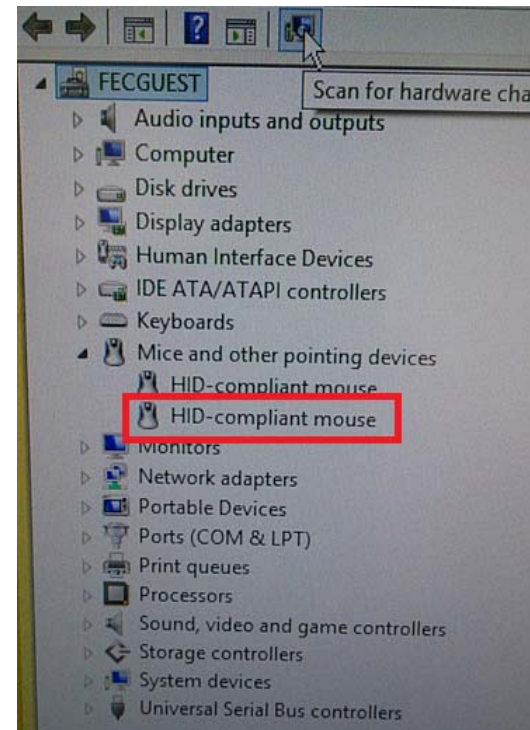 Scan for hardware cha
FECGUEST
Audio inputs and outputs
Computer
Disk drives
Display adapters
Human Interface Devices
IDE ATA/ATAPI controllers
Keyboards
Mice and other pointing devices
HID-compliant mouse
HID-compliant mouse
Monitors
Network adapters
Portable Devices
Ports (COM & LPT)
Print queues
Processors
Sound, video and game controllers
Storage controllers
System devices
Universal Serial Bus controllers